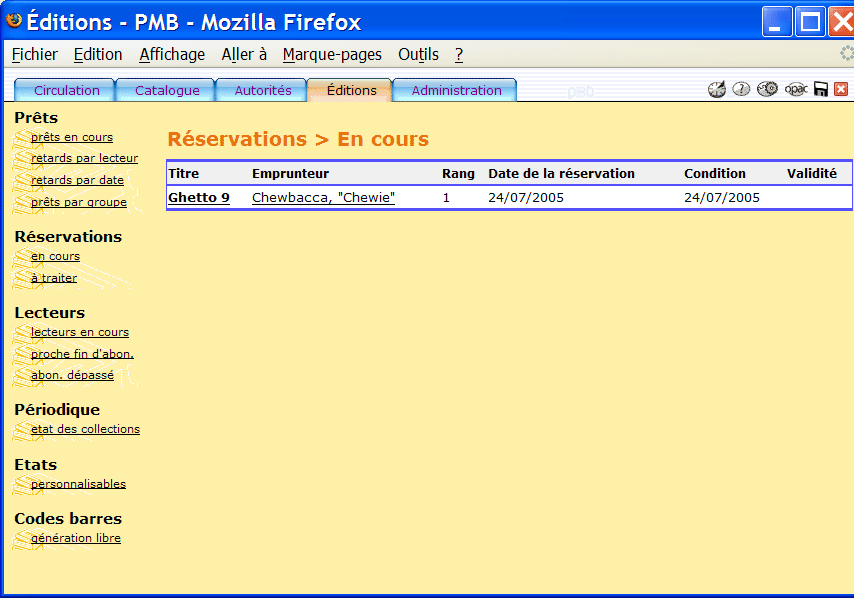 Éditions - PMB - Mozilla Firefox
Fichier Edition Affichage Aller à Marque-pages Outils ?
Circulation Catalogue Autorités Éditions Administration pmb opac
Prêts
prêts en cours
retards par lecteur
retards par date
prêts par groupe
Réservations
en cours
à traiter
Lecteurs
lecteurs en cours
proche fin d'abon.
abon. dépassé
Périodique
etat des collections
Etats
personnalisables
Codes barres
génération libre
Réservations > En cours
Titre Emprunteur Rang Date de la réservation Condition Validité
Ghetto 9 Chewbacca, "Chewie" 1 24/07/2005 24/07/2005